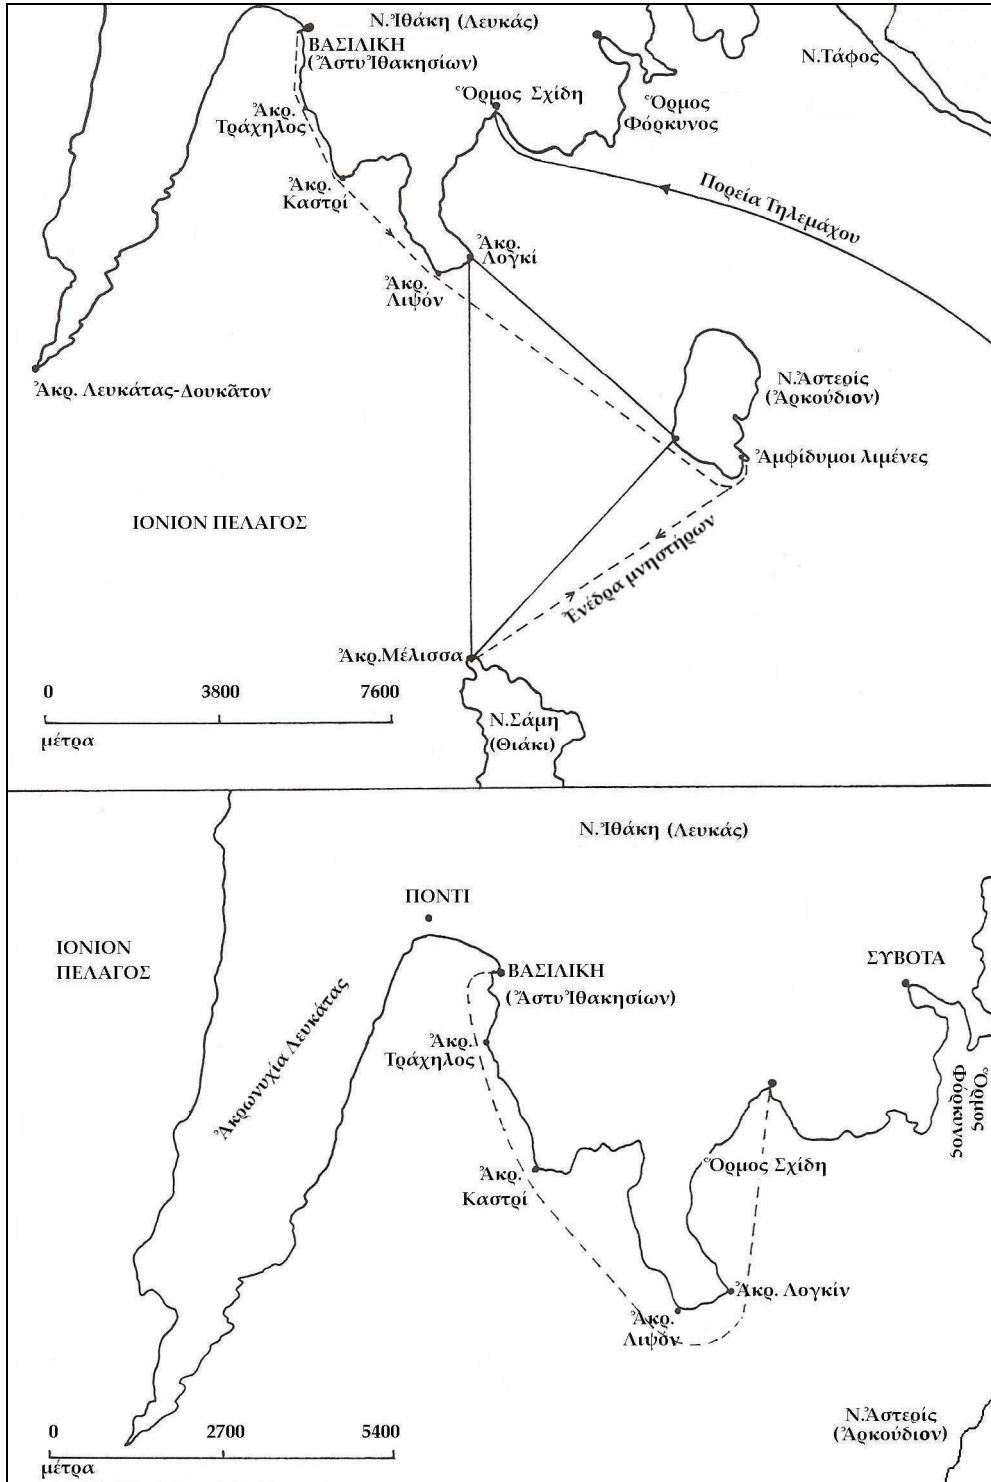 Ν.Ἰθάκη (Λευκάς)
ΒΑΣΙΛΙΚΗ
(Ἄστυ Ἰθακησίων)
Ν.Τάφος
Ὅρμος Σχίδη
Ὅρμος
Φόρκυνος
Ἀκρ.
Τράχηλος
Ἀκρ.
Καστρί
Πορεία Τηλεμάχου
Ἀκρ.
Λογκί
Ἀκρ.
Λιψόν
Ἀκρ. Λευκάτας-Δουκᾶτον
Ν.Ἀστερίς
(Ἀρκούδιον)
Ἀμφίδυμοι λιμένες
ΙΟΝΙΟΝ ΠΕΛΑΓΟΣ
Ἐνέδρα μνηστήρων
Ἀκρ.Μέλισσα
0 3800 7600
μέτρα
Ν.Σάμη
(Θιάκι)
Ν.Ἰθάκη (Λευκάς)
ΠΟΝΤΙ
ΙΟΝΙΟΝ
ΠΕΛΑΓΟΣ
ΒΑΣΙΛΙΚΗ
(Ἄστυ Ἰθακησίων)
ΣΥΒΟΤΑ
Ἀκρωνυχία Λευκάτας
Ἀκρ.
Τράχηλος
Ὅρμος
Φορκυνος
Ὅρμος Σχίδη
Ἀκρ.
Καστρί
Ἀκρ. Λογκίν
Ἀκρ.
Λιψόν
Ν.Ἀστερίς
(Ἀρκούδιον)
0 2700 5400
μέτρα